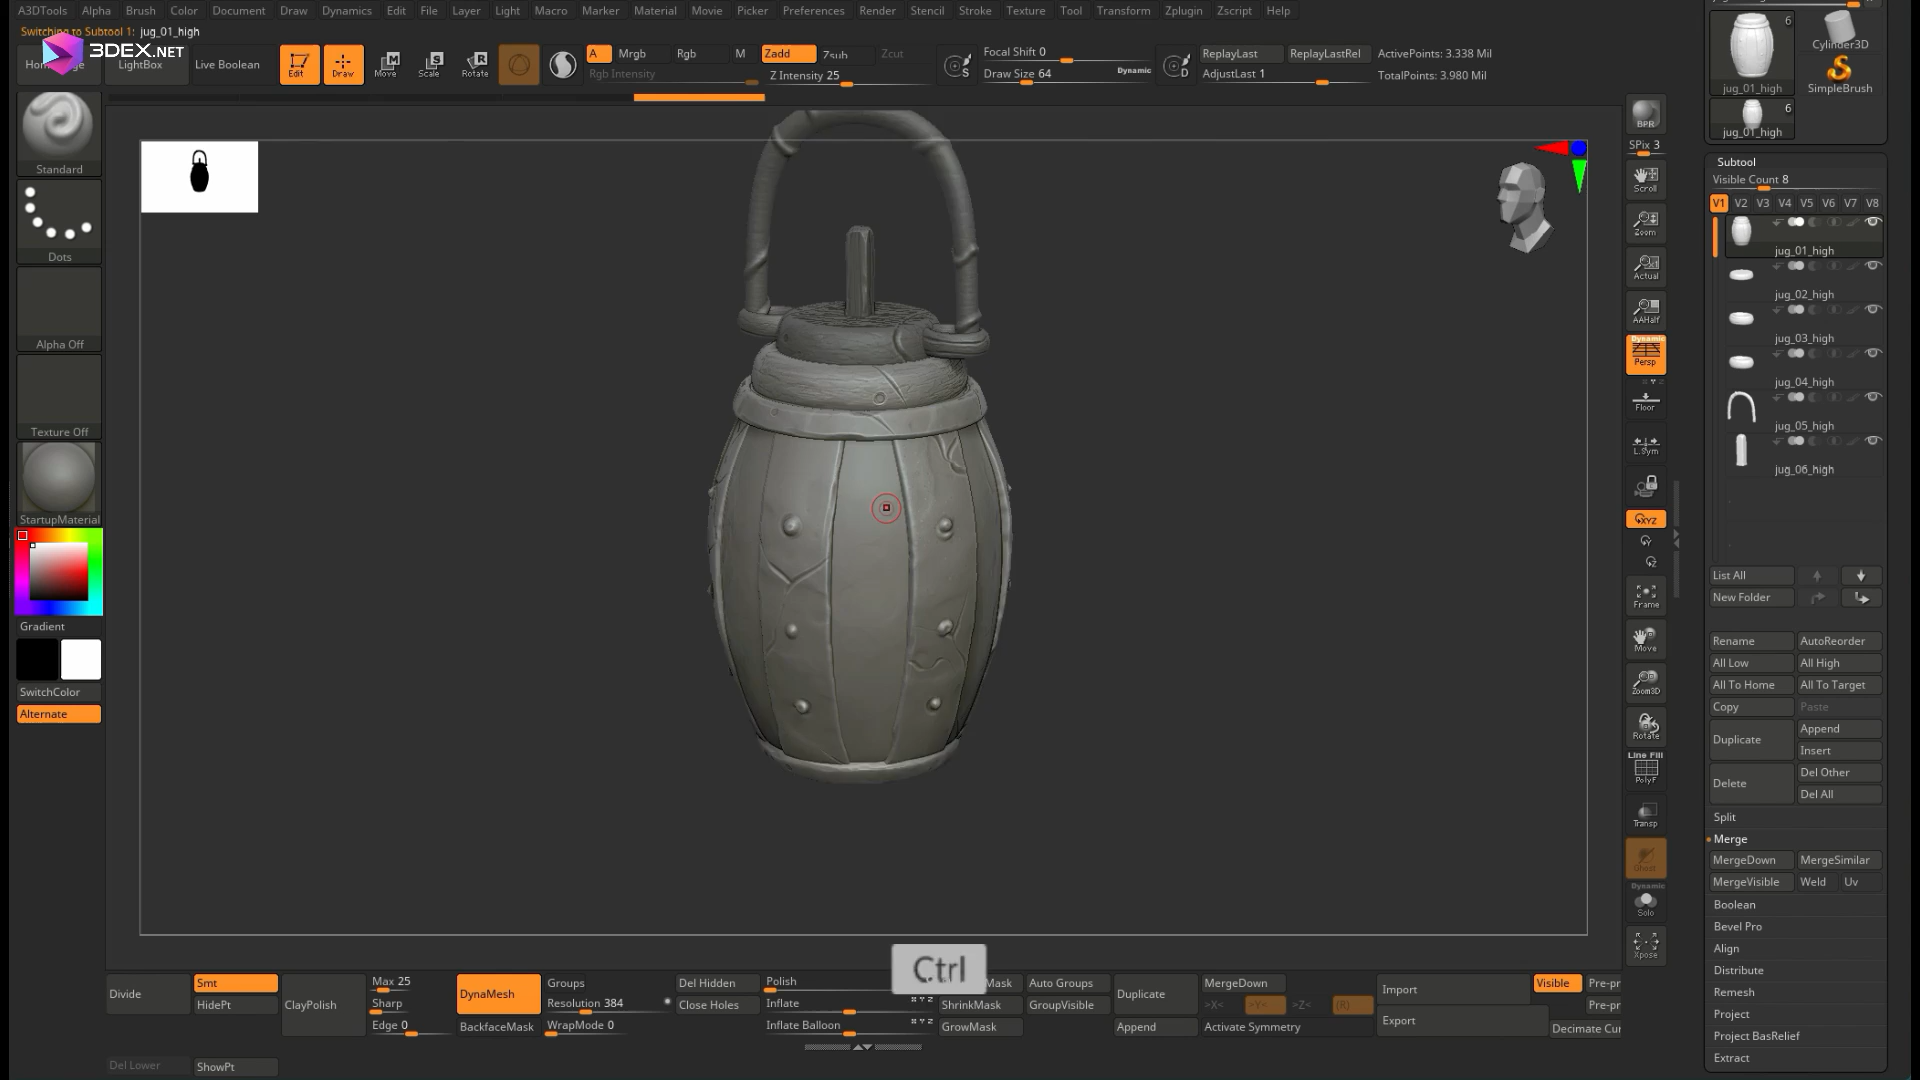 A3DTools Alpha Brush Color Document Draw Dynamics Edit File Layer Light Macro Marker Material Movie Picker Preferences Render Stencil Stroke Texture Tool Transform Zplugin Zscript Help
Switching to Subtool 1: jug_01_high
3DEX.NET
LightBox
Live Boolean
Edit
Draw
Move
Scale
Rotate
A
Mrgb
Rgb
M
Rgb Intensity
Zadd
Zsub
Zcut
Z Intensity 25
Focal Shift 0
Draw Size 64
Dynamic
ReplayLast
ReplayLastRel
AdjustLast 1
ActivePoints: 3.338 Mil
TotalPoints: 3.980 Mil
Standard
Dots
Alpha Off
Texture Off
StartupMaterial
Gradient
SwitchColor
Alternate
BPR
SPix 3
Scroll
Zoom
Actual
AAHalf
Dynamic
Persp
Floor
L.Sym
XYZ
Frame
Move
Zoom3D
Rotate
Line Fill
PolyF
Transp
Ghost
Dynamic
Solo
Xpose
6
jug_01_high
Cylinder3D
SimpleBrush
6
jug_01_high
Subtool
Visible Count 8
V1 V2 V3 V4 V5 V6 V7 V8
jug_01_high
jug_02_high
jug_03_high
jug_04_high
jug_05_high
jug_06_high
List All
New Folder
Rename AutoReorder
All Low All High
All To Home All To Target
Copy Paste
Duplicate Append
Insert
Delete Del Other
Del All
Split
Merge
MergeDown MergeSimilar
MergeVisible Weld Uv
Boolean
Bevel Pro
Align
Distribute
Remesh
Project
Project BasRelief
Extract
Ctrl
Divide
Smt
HidePt
ClayPolish
Max 25
Sharp
Edge 0
DynaMesh
BackfaceMask
Groups
Resolution 384
WrapMode 0
Del Hidden
Close Holes
Polish
Inflate
Inflate Balloon
Mask
ShrinkMask
GrowMask
Auto Groups
GroupVisible
Duplicate
Append
MergeDown
>X< >Y< >Z< (R)
Activate Symmetry
Import
Export
Visible
Pre-pr
Pre-pr
Decimate Cur
Del Lower
ShowPt